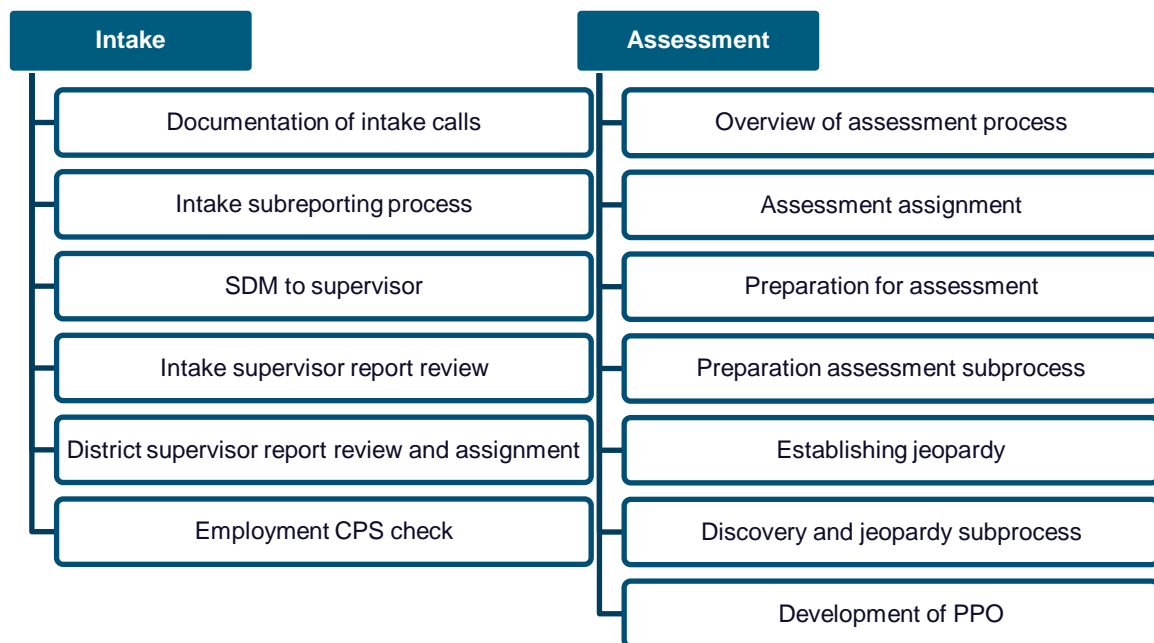 Intake
Documentation of intake calls
Intake subreporting process
SDM to supervisor
Intake supervisor report review
District supervisor report review and assignment
Employment CPS check
Assessment
Overview of assessment process
Assessment assignment
Preparation for assessment
Preparation assessment subprocess
Establishing jeopardy
Discovery and jeopardy subprocess
Development of PPO